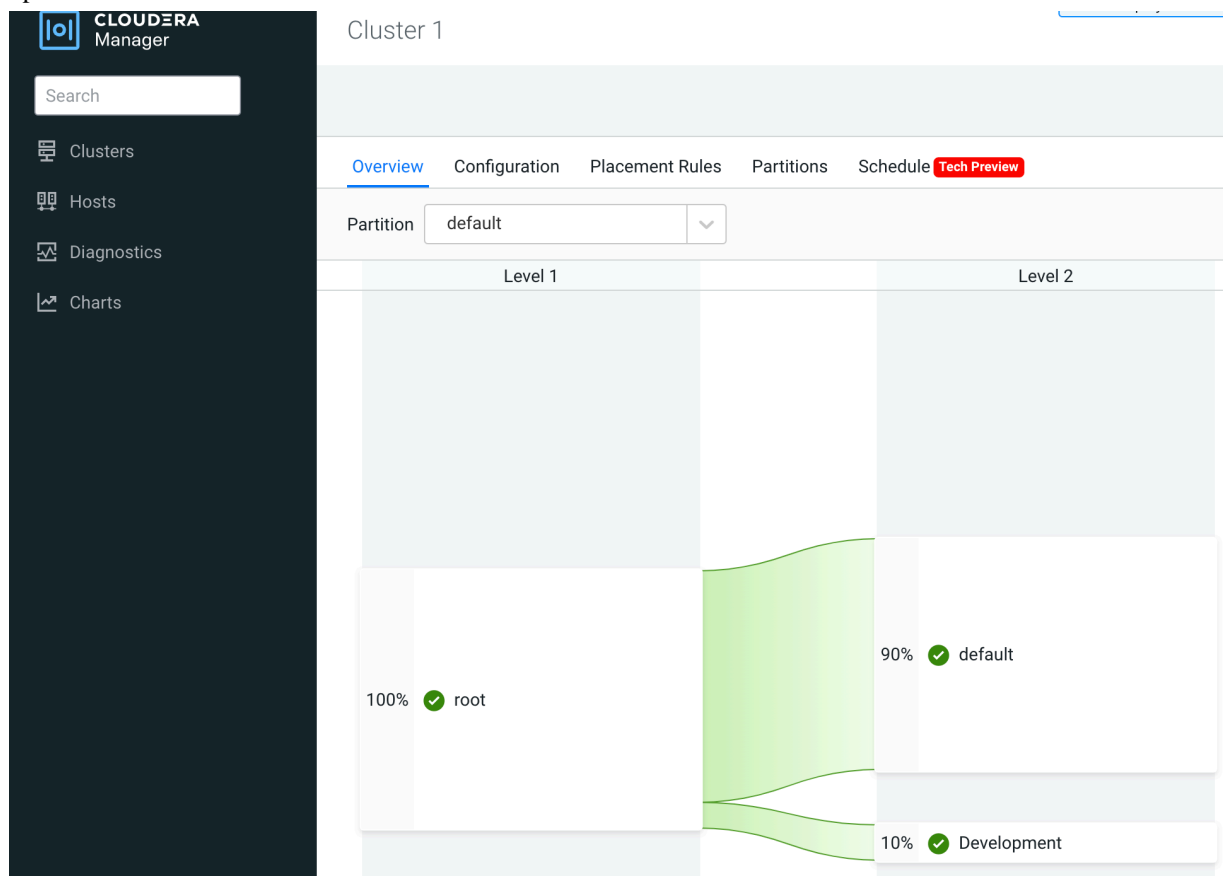 CLOUDERA
Manager
Search
Clusters
Hosts
Diagnostics
Charts
Cluster 1
Overview Configuration Placement Rules Partitions Schedule Tech Preview
Partition default
Level 1 Level 2
90% default
100% root
10% Development